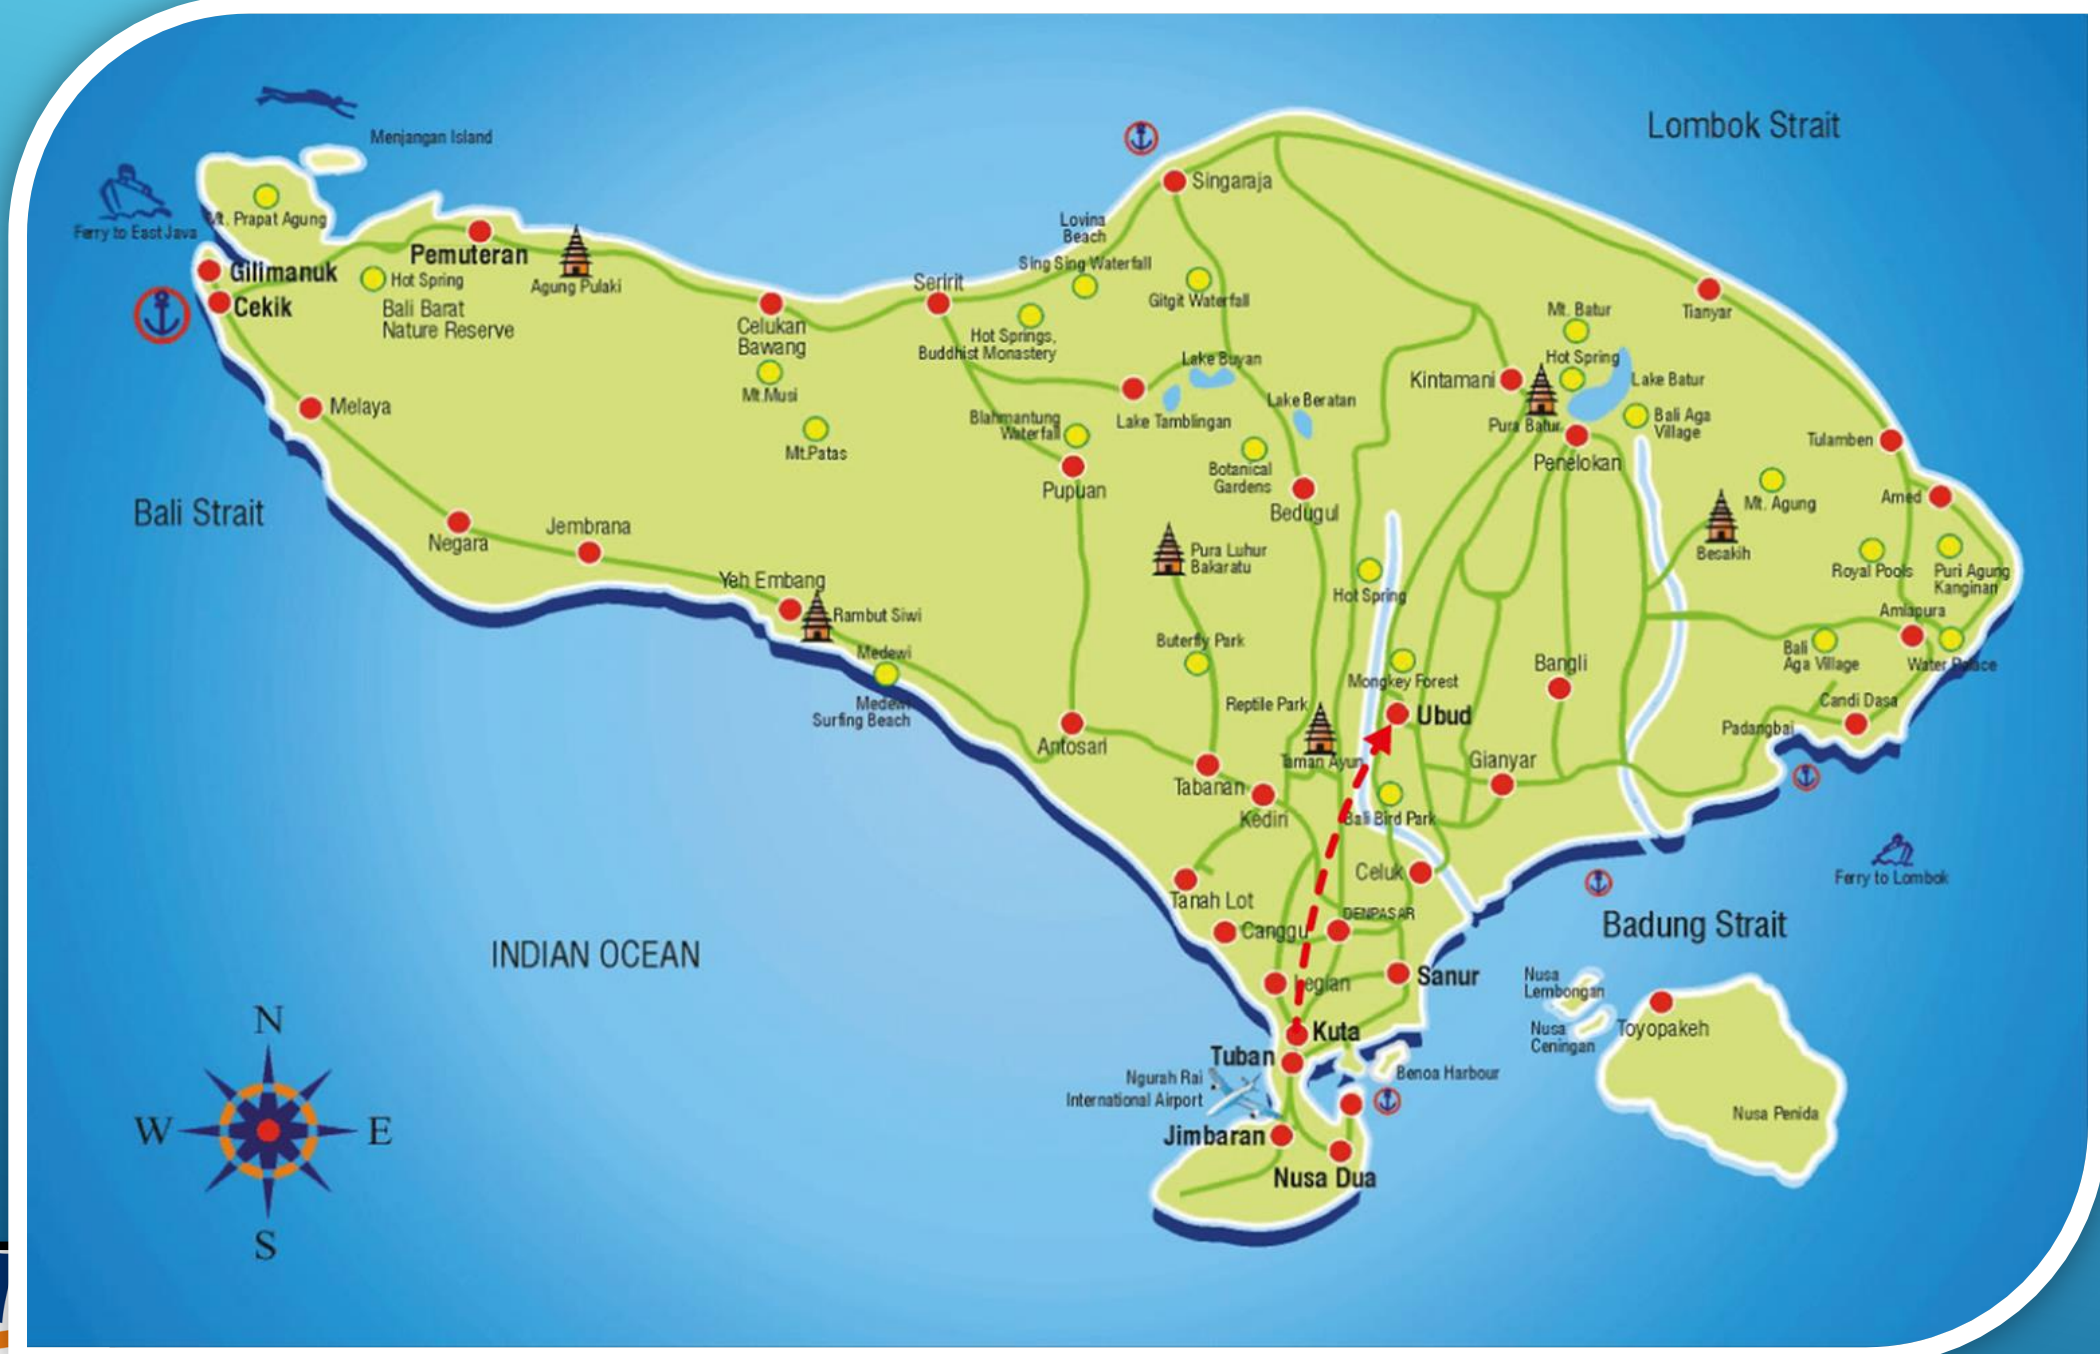 Lombok Strait
Menjangan Island
Mt. Prapat Agung
Ferry to East Java
Singaraja
Lovina
Beach
Gilimanuk
Cekik
Pemuteran
Hot Spring
Bali Barat
Nature Reserve
Agung Pulaki
Sing Sing Waterfall
Gitgit Waterfall
Seririt
Celukan
Bawang
Hot Springs,
Buddhist Monastery
Mt. Batur
Tianyar
Hot Spring
Lake Buyan
Kintamani
Lake Batur
Mt.Musi
Melaya
Lake Beratan
Lake Tamblingan
Blahmantung
Waterfall
Bali Aga
Village
Pura Batur
Penelokan
Tulamben
Mt.Patas
Botanical
Gardens
Pupuan
Bedugul
Mt. Agung
Amed
Bali Strait
Negara
Jembrana
Pura Luhur
Bakaratu
Besakih
Royal Pools
Puri Agung
Kanginan
Yeh Embang
Rambut Siwi
Hot Spring
Amlapura
Medewi
Buterfly Park
Bali
Aga Village
Water Palace
Bangli
Mongkey Forest
Medewi
Surfing Beach
Reptile Park
Ubud
Candi Dasa
Padangbai
Antosari
Taman Ayun
Gianyar
Tabanan
Kediri
Bali Bird Park
Celuk
Ferry to Lombok
Tanah Lot
DENPASAR
Canggu
Badung Strait
INDIAN OCEAN
Legian
Sanur
Nusa
Lembongan
Nusa
Ceningan
Toyopakeh
Kuta
Tuban
Ngurah Rai
International Airport
Benoa Harbour
Nusa Penida
Jimbaran
Nusa Dua
N
W
E
S